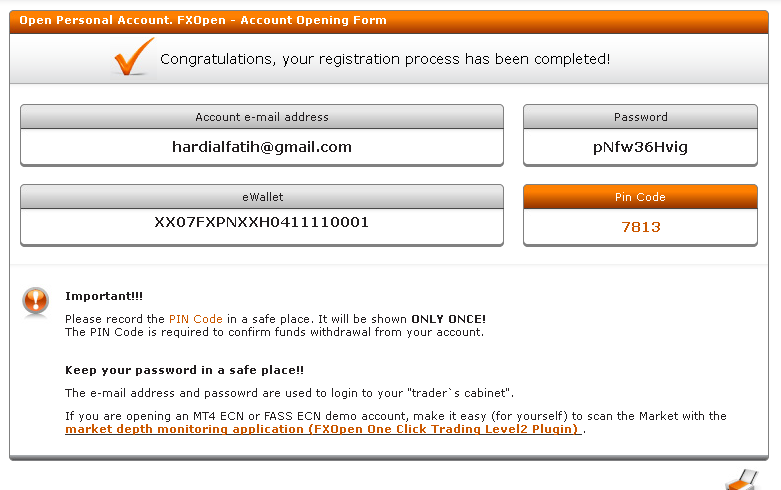 Open Personal Account. FXOpen - Account Opening Form
Congratulations, your registration process has been completed!
Account e-mail address
Password
hardialfatih@gmail.com
pNfw36Hvig
eWallet
Pin Code
XX07FXPNXXH0411110001
7813
Important!!!
Please record the PIN Code in a safe place. It will be shown ONLY ONCE!
The PIN Code is required to confirm funds withdrawal from your account.
Keep your password in a safe place!!
The e-mail address and passowrd are used to login to your "trader`s cabinet".
If you are opening an MT4 ECN or FASS ECN demo account, make it easy (for yourself) to scan the Market with the
market depth monitoring application {FXOpen One Click Trading Level2 Plugin} .